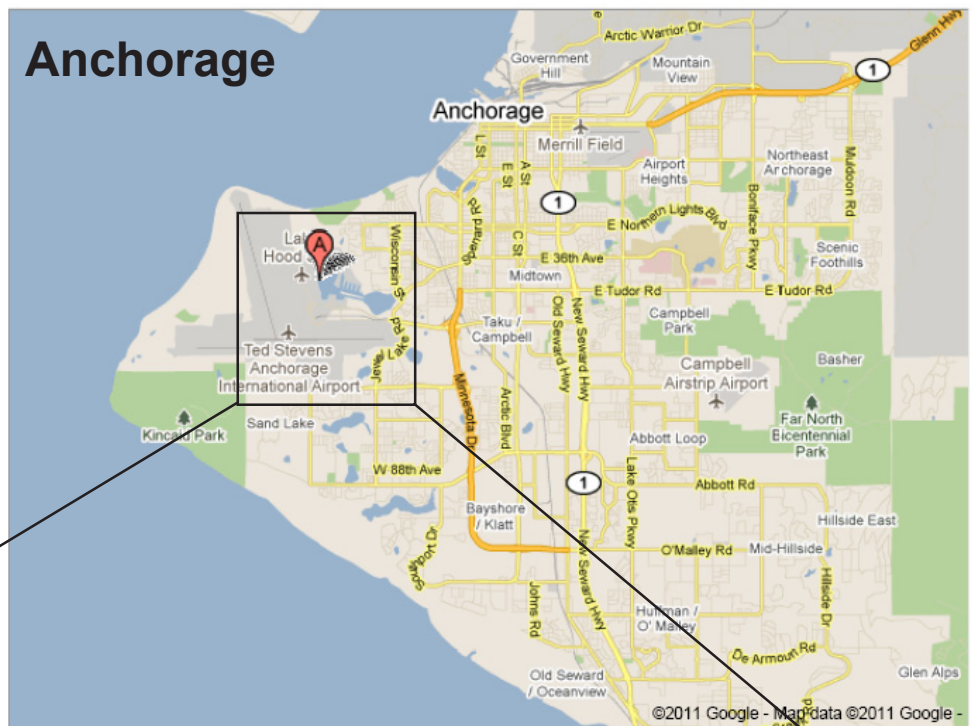 Anchorage
Arctic Warrior Dr
Glenn Hwy
Government
Hill
Mountain
View
1
Anchorage
Merrill Field
L St
E St
A St
C St
Airport
Heights
Northeast
Anchorage
Muldoon Rd
Boniface Pkwy
1
Spenard Rd
E Northern Lights Blvd
Wisconsin St
Hood
A
E 36th Ave
Midtown
Scenic
Foothills
E Tudor Rd
E Tudor Rd
Old Seward Hwy
New Seward Hwy
Campbell
Park
Taku /
Campbell
Ted Stevens
Anchorage
International Airport
Jewel Lake Rd
Minnesota Dr
Arctic Blvd
Campbell
Airstrip Airport
Basher
Kincaid Park
Sand Lake
Far North
Bicentennial
Park
Abbott Loop
W 88th Ave
1
Lake Otis Pkwy
Abbott Rd
Bayshore
/ Klatt
Hillside East
Southport Dr
O'Malley Rd
Mid-Hillside
New Seward Hwy
Johns Rd
Hillside Dr
Huffman /
O' Malley
De Armoun Rd
Glen Alps
Old Seward
/ Oceanview
©2011 Google - Map data ©2011 Google -